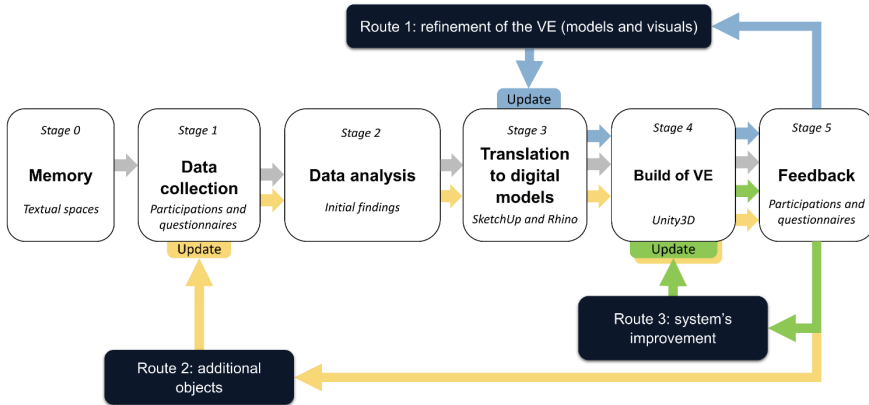 Route 1: refinement of the VE (models and visuals)
Update
Stage 0
Memory
Textual spaces
Stage 1
Data
collection
Participations and
questionnaires
Update
Stage 2
Data analysis
Initial findings
Stage 3
Translation
to digital
models
SketchUp and Rhino
Stage 4
Build of VE
Unity3D
Update
Stage 5
Feedback
Participations and
questionnaires
Route 3: system's
improvement
Route 2: additional
objects